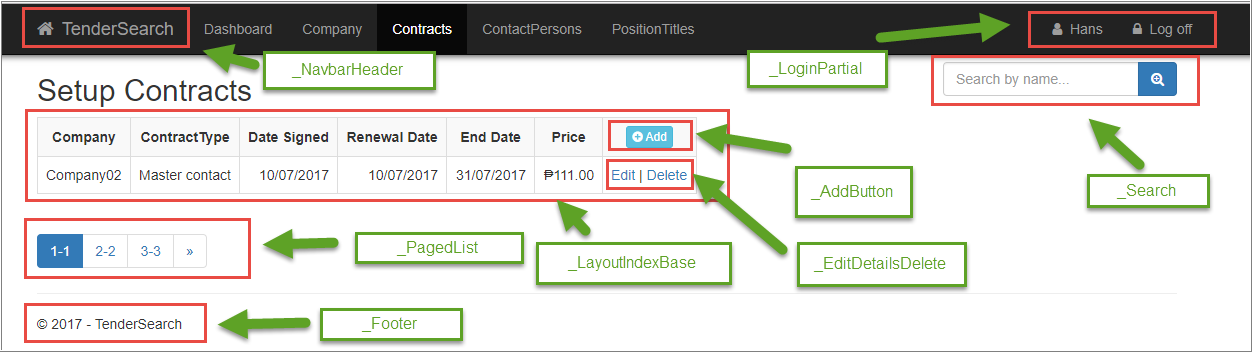 TenderSearch Dashboard Company Contracts ContactPersons PositionTitles Hans Log off
_NavbarHeader
_LoginPartial
Search by name...
Setup Contracts
Company ContractType Date Signed Renewal Date End Date Price Add
Company02 Master contact 10/07/2017 10/07/2017 31/07/2017 ₱111.00 Edit | Delete
_Search
_AddButton
1-1 2-2 3-3 »
_PagedList
_LayoutIndexBase
_EditDetailsDelete
© 2017 - TenderSearch
_Footer